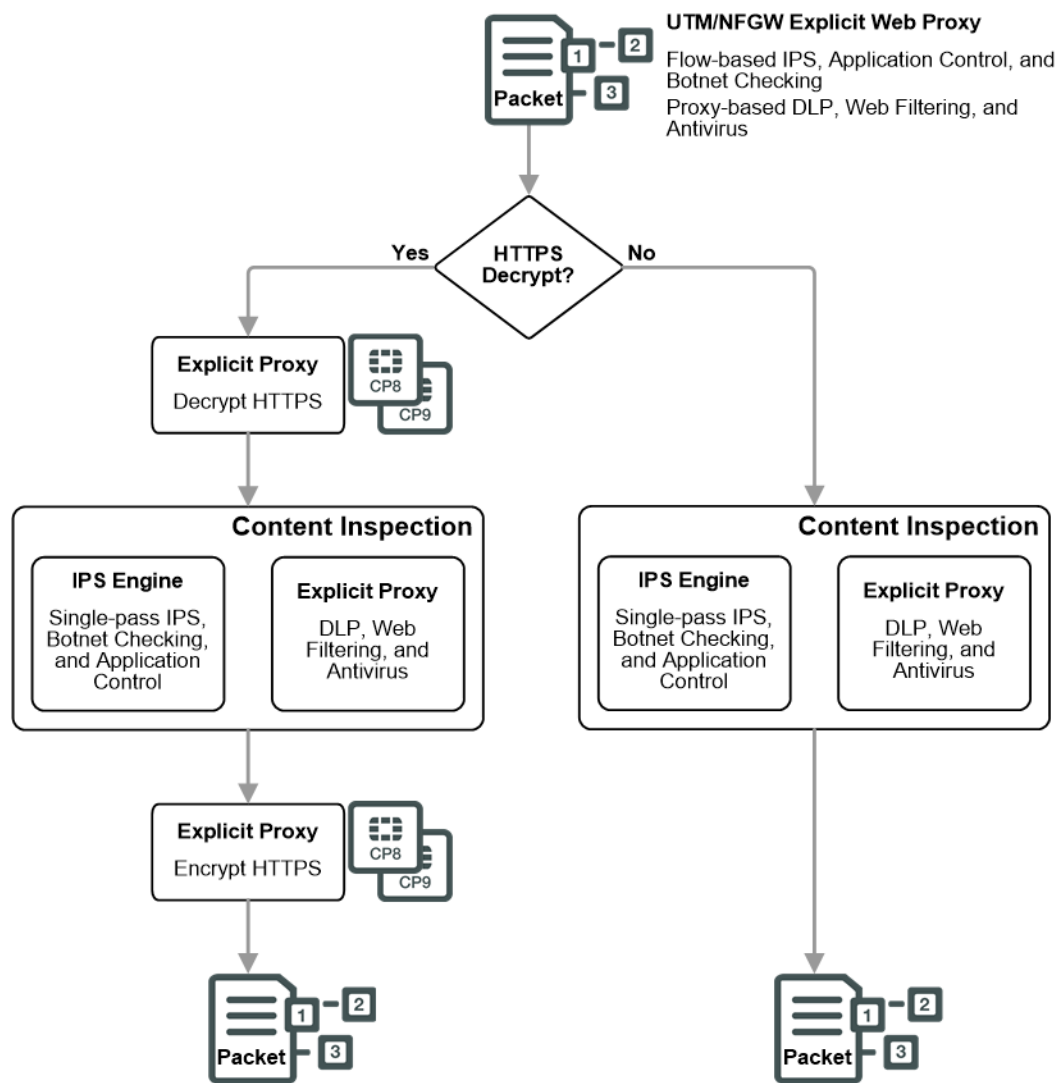 UTM/NFGW Explicit Web Proxy
Flow-based IPS, Application Control, and
Botnet Checking
Proxy-based DLP, Web Filtering, and
Antivirus
1
2
3
Packet
HTTPS
Decrypt?
Yes
No
Explicit Proxy
Decrypt HTTPS
CP8
CP9
Content Inspection
IPS Engine
Single-pass IPS,
Botnet Checking,
and Application
Control
Explicit Proxy
DLP, Web
Filtering, and
Antivirus
Content Inspection
IPS Engine
Single-pass IPS,
Botnet Checking,
and Application
Control
Explicit Proxy
DLP, Web
Filtering, and
Antivirus
Explicit Proxy
Encrypt HTTPS
CP8
CP9
1
2
3
Packet
1
2
3
Packet